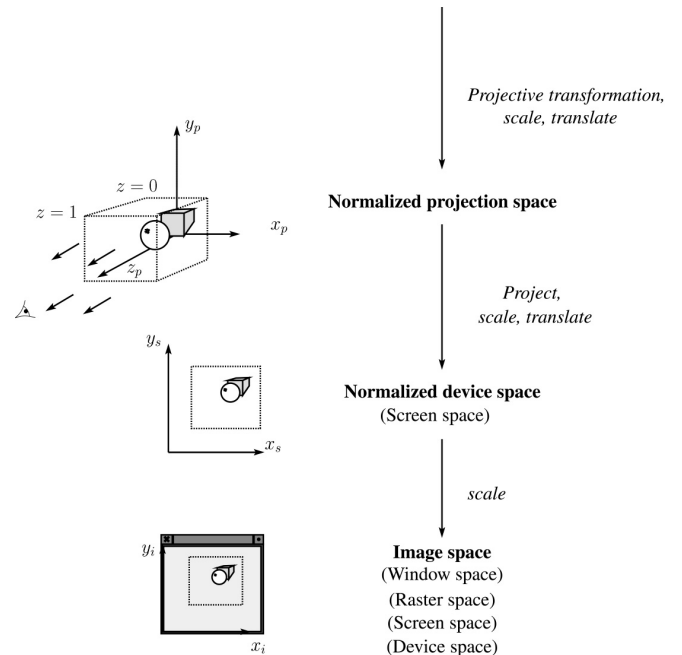 Projective transformation,
scale, translate
y_p
z = 0
z = 1
x_p
z_p
Normalized projection space
Project,
scale, translate
y_s
x_s
Normalized device space
(Screen space)
scale
y_i
x_i
Image space
(Window space)
(Raster space)
(Screen space)
(Device space)